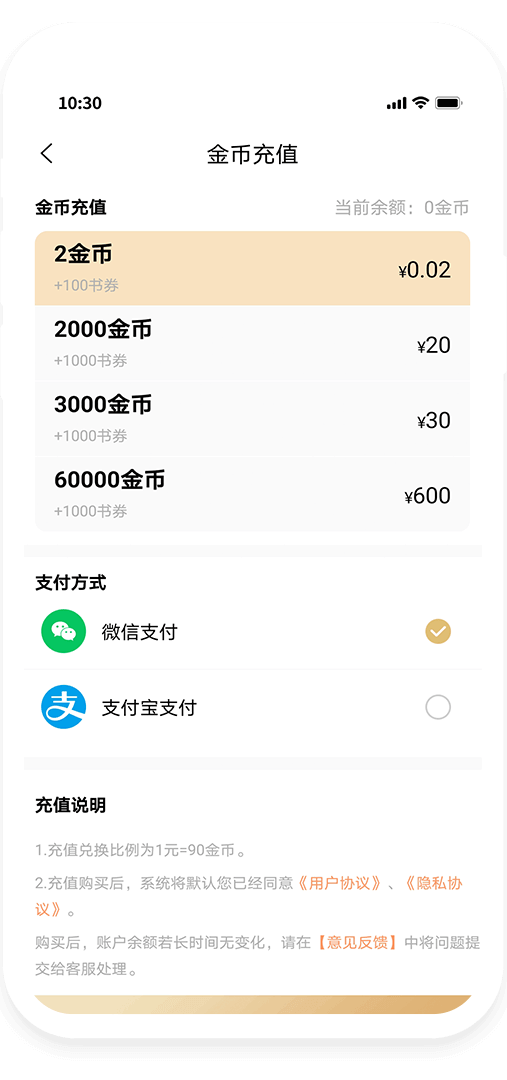 10:30
金币充值
金币充值 当前余额：0金币
2金币
+100书券
¥0.02
2000金币
+1000书券
¥20
3000金币
+1000书券
¥30
60000金币
+1000书券
¥600
支付方式
微信支付
支付宝支付
充值说明
1.充值兑换比例为1元=90金币。
2.充值购买后，系统将默认您已经同意《用户协议》、《隐私协
议》。
购买后，账户余额若长时间无变化，请在【意见反馈】中将问题提
交给客服处理。